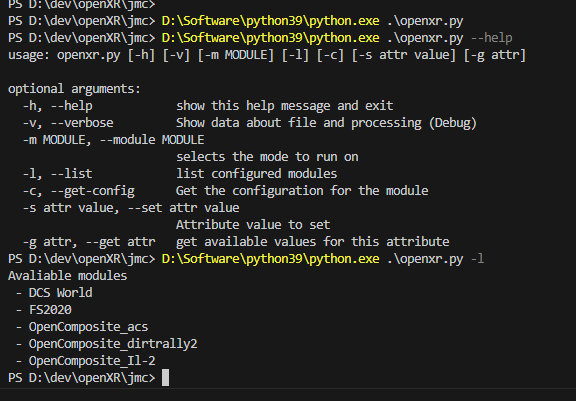 PS D:\dev\openXR\jmc>
PS D:\dev\openXR\jmc> D:\Software\python39\python.exe .\openxr.py
PS D:\dev\openXR\jmc> D:\Software\python39\python.exe .\openxr.py --help
usage: openxr.py [-h] [-v] [-m MODULE] [-l] [-c] [-s attr value] [-g attr]

optional arguments:
  -h, --help            show this help message and exit
  -v, --verbose         Show data about file and processing (Debug)
  -m MODULE, --module MODULE
                        selects the mode to run on
  -l, --list            list configured modules
  -c, --get-config      Get the configuration for the module
  -s attr value, --set attr value
                        Attribute value to set
  -g attr, --get attr   get available values for this attribute
PS D:\dev\openXR\jmc> D:\Software\python39\python.exe .\openxr.py -l
Avaliable modules
 - DCS World
 - FS2020
 - OpenComposite_acs
 - OpenComposite_dirtrally2
 - OpenComposite_Il-2
PS D:\dev\openXR\jmc>